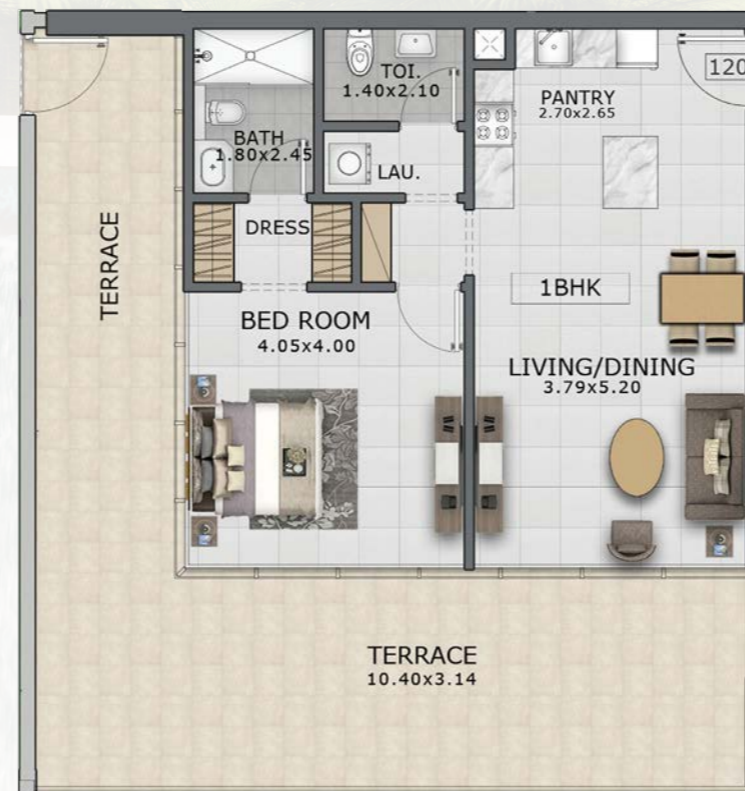 TOI.
1.40x2.10
120
PANTRY
2.70x2.65
BATH
1.80x2.45
LAU.
TERRACE
DRESS
1BHK
BED ROOM
4.05x4.00
LIVING/DINING
3.79x5.20
TERRACE
10.40x3.14